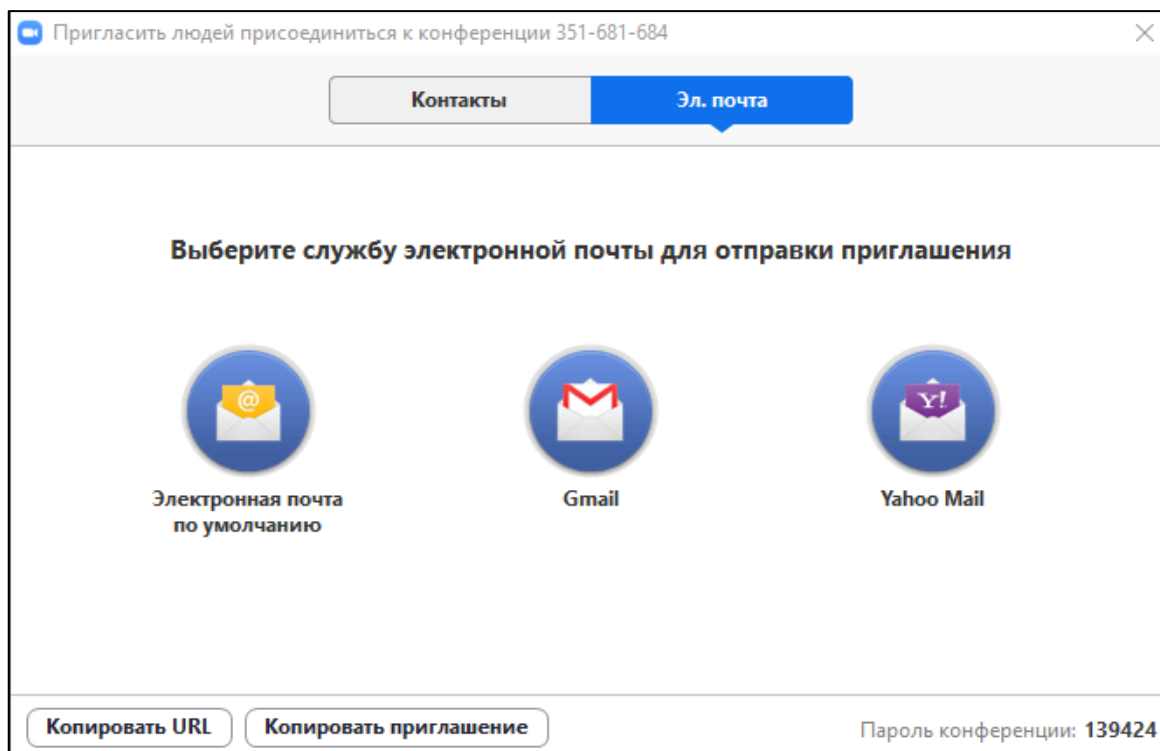 Пригласить людей присоединиться к конференции 351-681-684
Контакты
Эл. почта
Выберите службу электронной почты для отправки приглашения
@
Y!
Электронная почта
по умолчанию
Gmail
Yahoo Mail
Копировать URL
Копировать приглашение
Пароль конференции: 139424